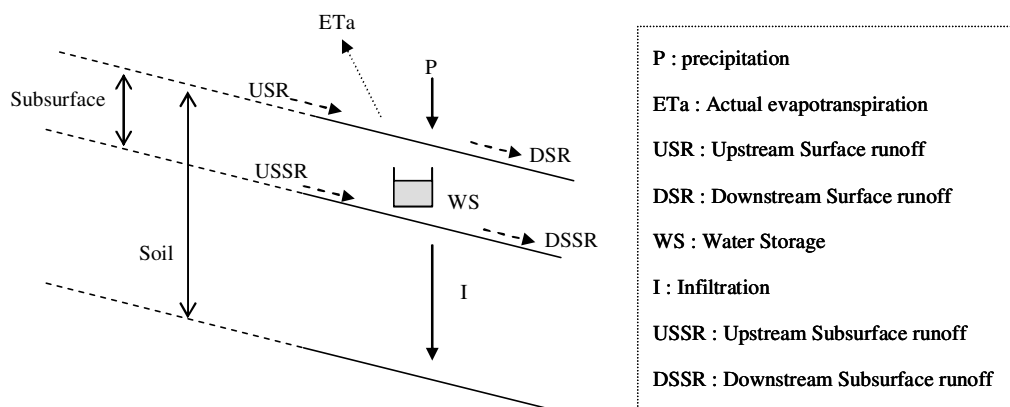 ETa
P
USR
Subsurface
DSR
USSR
WS
DSSR
Soil
I
P : precipitation
ETa : Actual evapotranspiration
USR : Upstream Surface runoff
DSR : Downstream Surface runoff
WS : Water Storage
I : Infiltration
USSR : Upstream Subsurface runoff
DSSR : Downstream Subsurface runoff